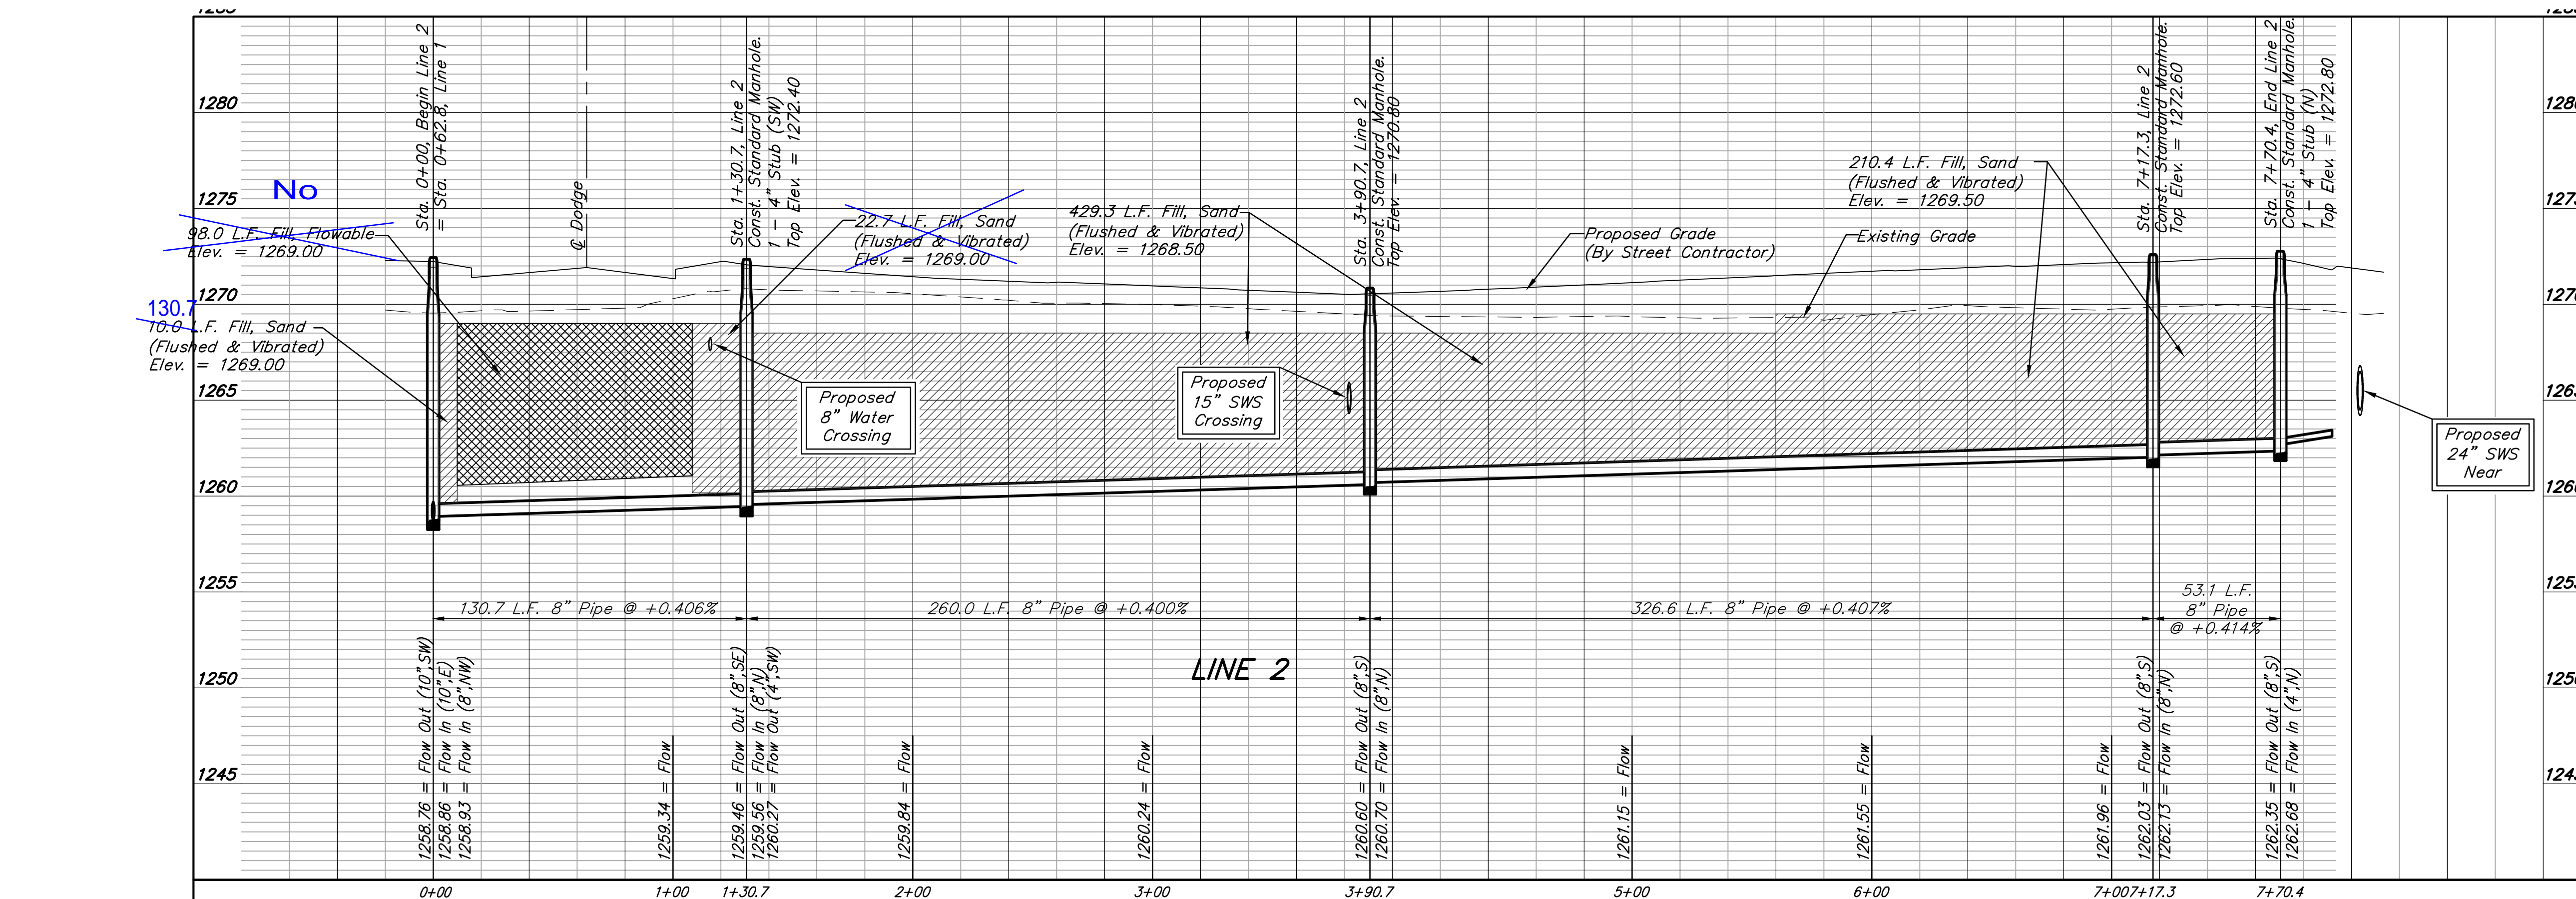 1285
1280
1275
1270
1265
1260
1255
1250
1245
Sta. 0+00, Begin Line 2
= Sta. 0+62.8, Line 1
℄ Dodge
Sta. 1+30.7, Line 2
Const. Standard Manhole.
1 - 4" Stub (SW)
Top Elev. = 1272.40
Sta. 3+90.7, Line 2
Const. Standard Manhole.
Top Elev. = 1270.80
Sta. 7+17.3, Line 2
Const. Standard Manhole.
Top Elev. = 1272.60
Sta. 7+70.4, End Line 2
Const. Standard Manhole.
1 - 4" Stub (N)
Top Elev. = 1272.80
No
98.0 L.F. Fill, Flowable
Elev. = 1269.00
130.7
10.0 L.F. Fill, Sand
(Flushed & Vibrated)
Elev. = 1269.00
22.7 L.F. Fill, Sand
(Flushed & Vibrated)
Elev. = 1269.00
429.3 L.F. Fill, Sand
(Flushed & Vibrated)
Elev. = 1268.50
Proposed Grade
(By Street Contractor)
Existing Grade
210.4 L.F. Fill, Sand
(Flushed & Vibrated)
Elev. = 1269.50
Proposed
8" Water
Crossing
Proposed
15" SWS
Crossing
Proposed
24" SWS
Near
130.7 L.F. 8" Pipe @ +0.406%
260.0 L.F. 8" Pipe @ +0.400%
326.6 L.F. 8" Pipe @ +0.407%
53.1 L.F.
8" Pipe
@ +0.414%
LINE 2
1258.76 = Flow Out (10",SW)
1258.86 = Flow In (10",E)
1258.93 = Flow In (8",NW)
1259.34 = Flow
1259.46 = Flow Out (8",SE)
1259.56 = Flow In (8",N)
1260.27 = Flow Out (4",SW)
1259.84 = Flow
1260.24 = Flow
1260.60 = Flow Out (8",S)
1260.70 = Flow In (8",N)
1261.15 = Flow
1261.55 = Flow
1261.96 = Flow
1262.03 = Flow Out (8",S)
1262.13 = Flow In (8",N)
1262.35 = Flow Out (8",S)
1262.68 = Flow In (4",N)
0+00 1+00 1+30.7 2+00 3+00 3+90.7 5+00 6+00 7+00 7+17.3 7+70.4